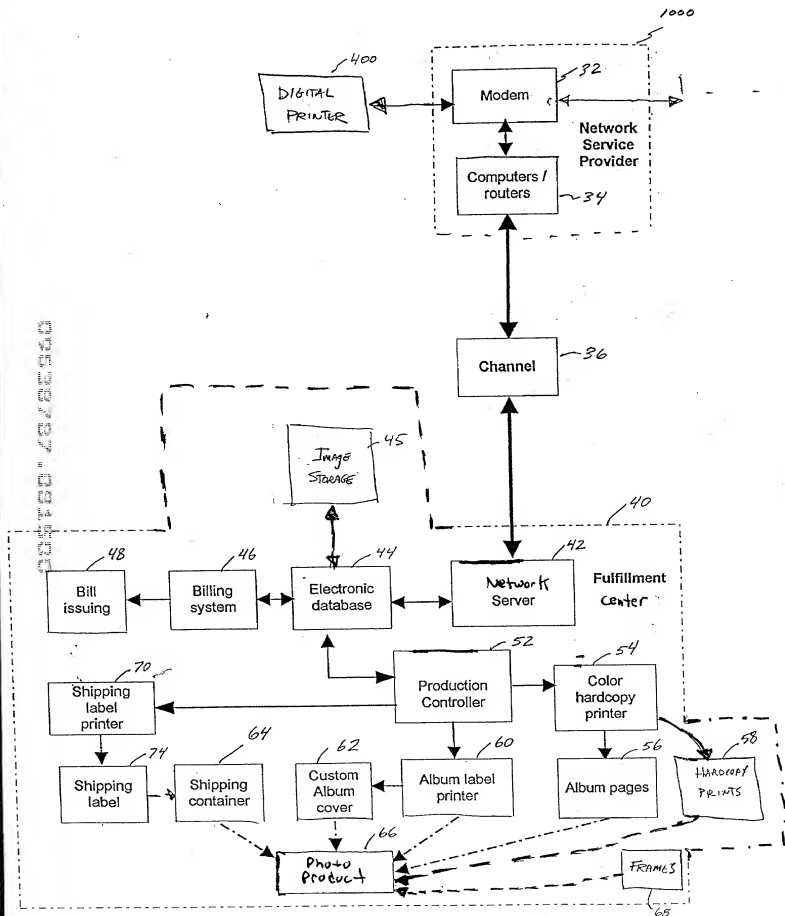 1000
400
32
DIGITAL
PRINTER
Modem
Network
Service
Provider
Computers /
routers
34
Channel
36
45
IMAGE
STORAGE
40
48
46
44
42
Bill
issuing
Billing
system
Electronic
database
Network
Server
Fulfillment
Center
52
54
70
Shipping
label
printer
Production
Controller
Color
hardcopy
printer
74
64
62
60
56
58
Shipping
label
Shipping
container
Custom
Album
cover
Album label
printer
Album pages
HARDCOPY
PRINTS
66
Photo
Product
FRAMES